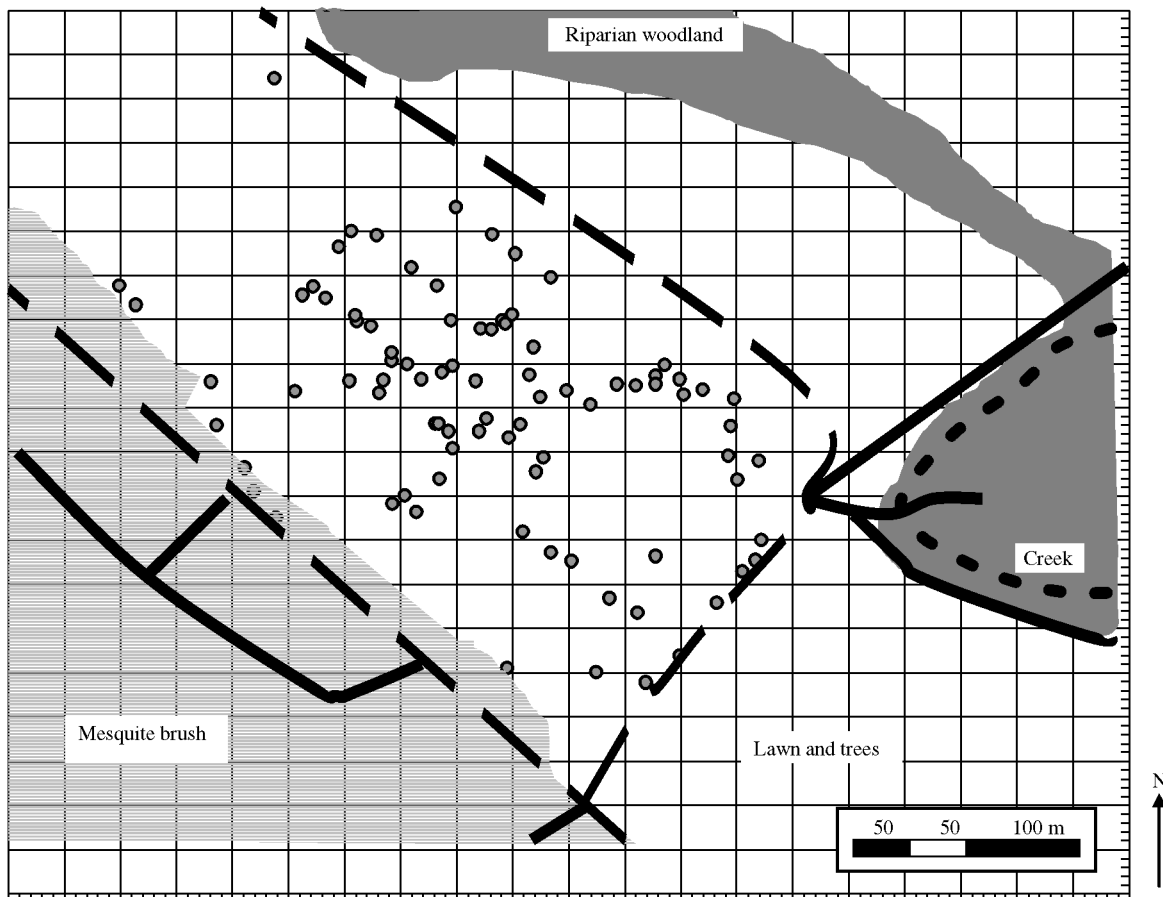 Riparian woodland
Creek
Mesquite brush
Lawn and trees
N
50 50 100 m